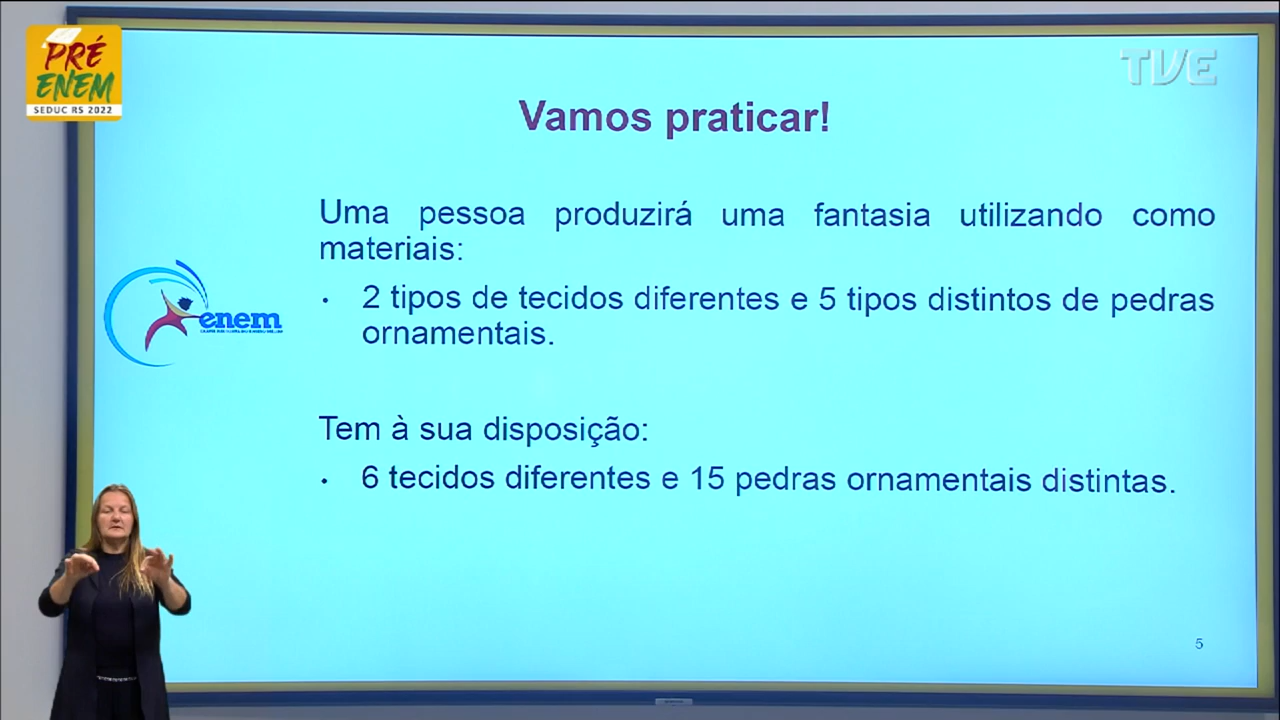 PRÉ
ENEM
SEDUC RS 2022
TVE
Vamos praticar!
Uma pessoa produzirá uma fantasia utilizando como
materiais:
• 2 tipos de tecidos diferentes e 5 tipos distintos de pedras
ornamentais.
enem
Tem à sua disposição:
• 6 tecidos diferentes e 15 pedras ornamentais distintas.
5